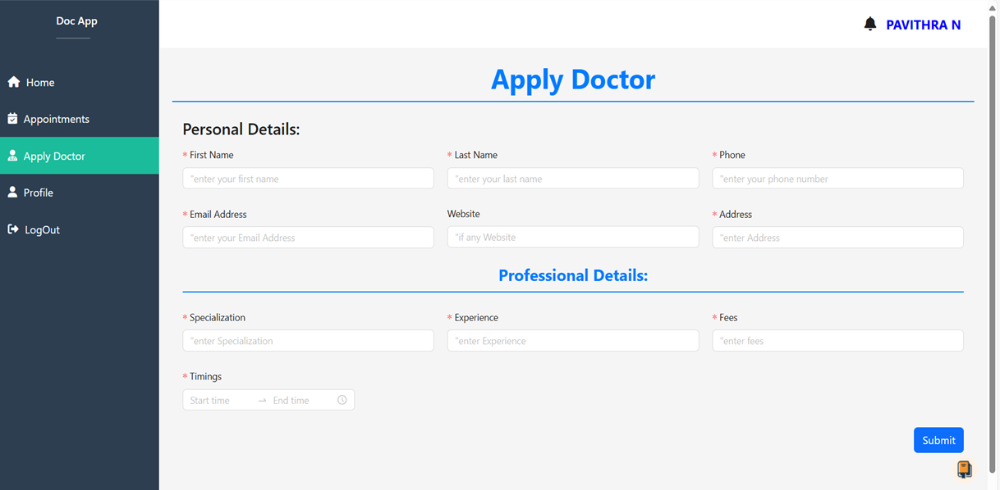 Doc App
PAVITHRA N
Home
Appointments
Apply Doctor
Profile
LogOut
Apply Doctor
Personal Details:
* First Name * Last Name * Phone
"enter your first name "enter your last name "enter your phone number
* Email Address Website * Address
"enter your Email Address "if any Website "enter Address
Professional Details:
* Specialization * Experience * Fees
"enter Specialization "enter Experience "enter fees
* Timings
Start time → End time
Submit